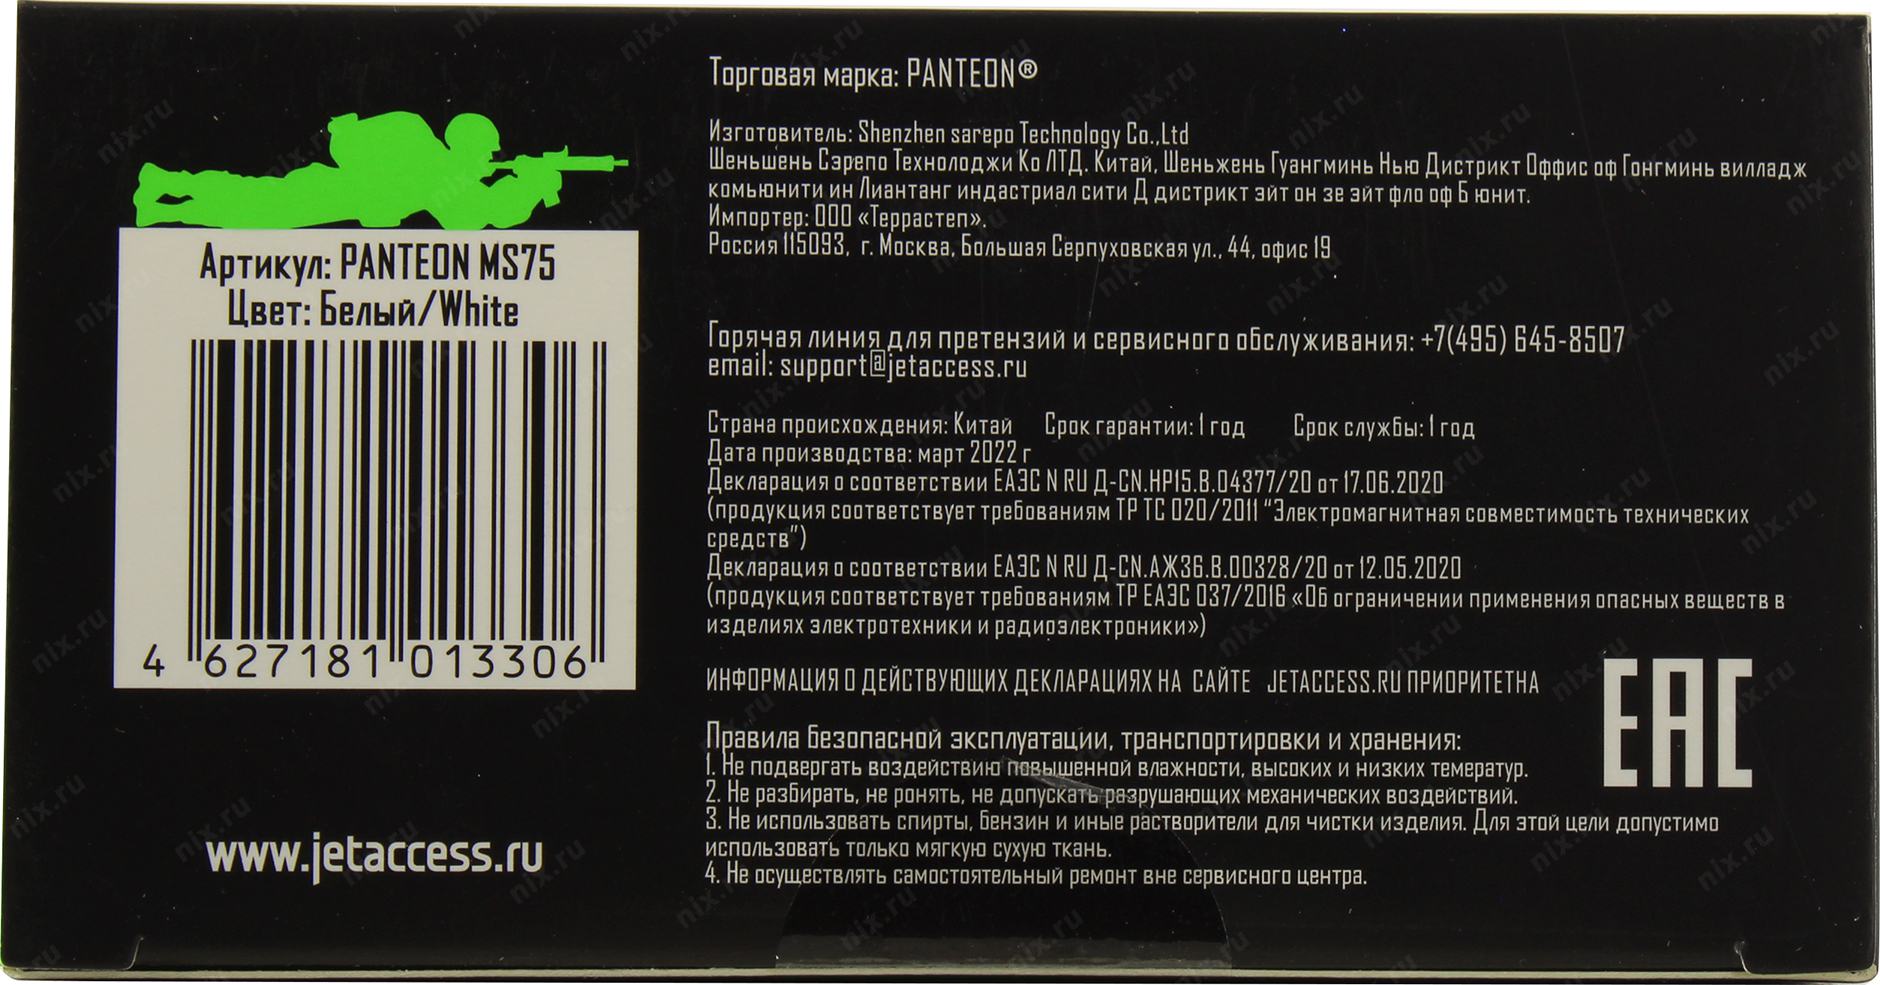 Торговая марка: PANTEON®
Изготовитель: Shenzhen sarepo Technology Co.,Ltd
Шеньшень Сэрепо Технолоджи Ко ЛТД. Китай, Шеньжень Гуангминь Нью Дистрикт Оффис оф Гонгминь вилладж
комьюнити ин Лиантанг индастриал сити Д дистрикт эйт он зе эйт фло оф Б юнит.
Импортер: ООО «Террастеп».
Россия 115093, г. Москва, Большая Серпуховская ул., 44, офис 19
Горячая линия для претензий и сервисного обслуживания: +7(495) 645-8507
email: support@jetaccess.ru
Страна происхождения: Китай Срок гарантии: 1 год Срок службы: 1 год
Дата производства: март 2022 г
Декларация о соответствии ЕАЭС N RU Д-CN.НР15.В.04377/20 от 17.06.2020
(продукция соответствует требованиям ТР ТС 020/2011 “Электромагнитная совместимость технических
средств”)
Декларация о соответствии ЕАЭС N RU Д-CN.АЖ36.В.00328/20 от 12.05.2020
(продукция соответствует требованиям ТР ЕАЭС 037/2016 «Об ограничении применения опасных веществ в
изделиях электротехники и радиоэлектроники»)
ИНФОРМАЦИЯ О ДЕЙСТВУЮЩИХ ДЕКЛАРАЦИЯХ НА САЙТЕ JETACCESS.RU ПРИОРИТЕТНА
EAC
Правила безопасной эксплуатации, транспортировки и хранения:
1. Не подвергать воздействию повышенной влажности, высоких и низких темератур.
2. Не разбирать, не ронять, не допускать разрушающих механических воздействий.
3. Не использовать спирты, бензин и иные растворители для чистки изделия. Для этой цели допустимо
использовать только мягкую сухую ткань.
4. Не осуществлять самостоятельный ремонт вне сервисного центра.
Артикул: PANTEON MS75
Цвет: Белый/White
4 627181 013306
www.jetaccess.ru
nix.ru